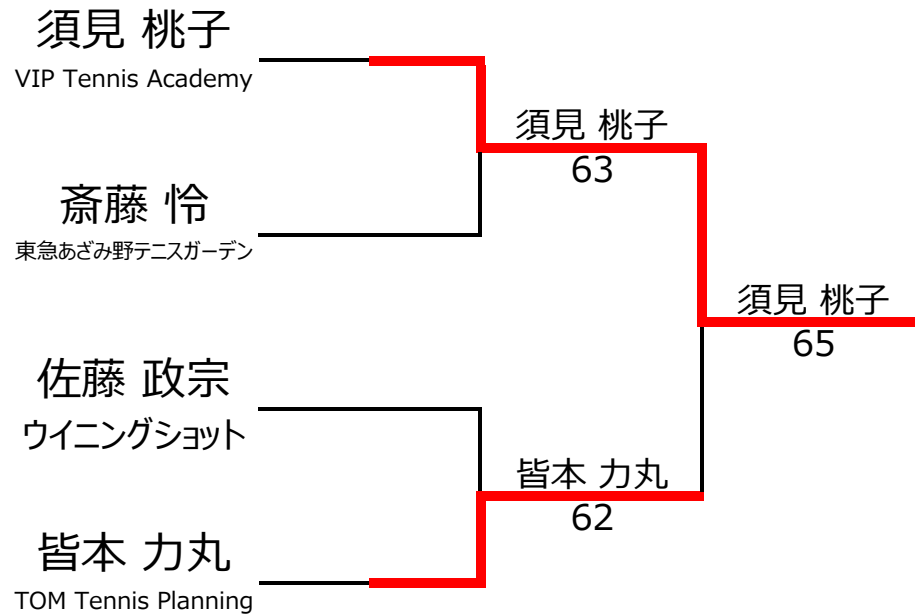 須見 桃子
VIP Tennis Academy
須見 桃子
63
斎藤 怜
東急あざみ野テニスガーデン
須見 桃子
65
佐藤 政宗
ウイニングショット
皆本 力丸
62
皆本 力丸
TOM Tennis Planning